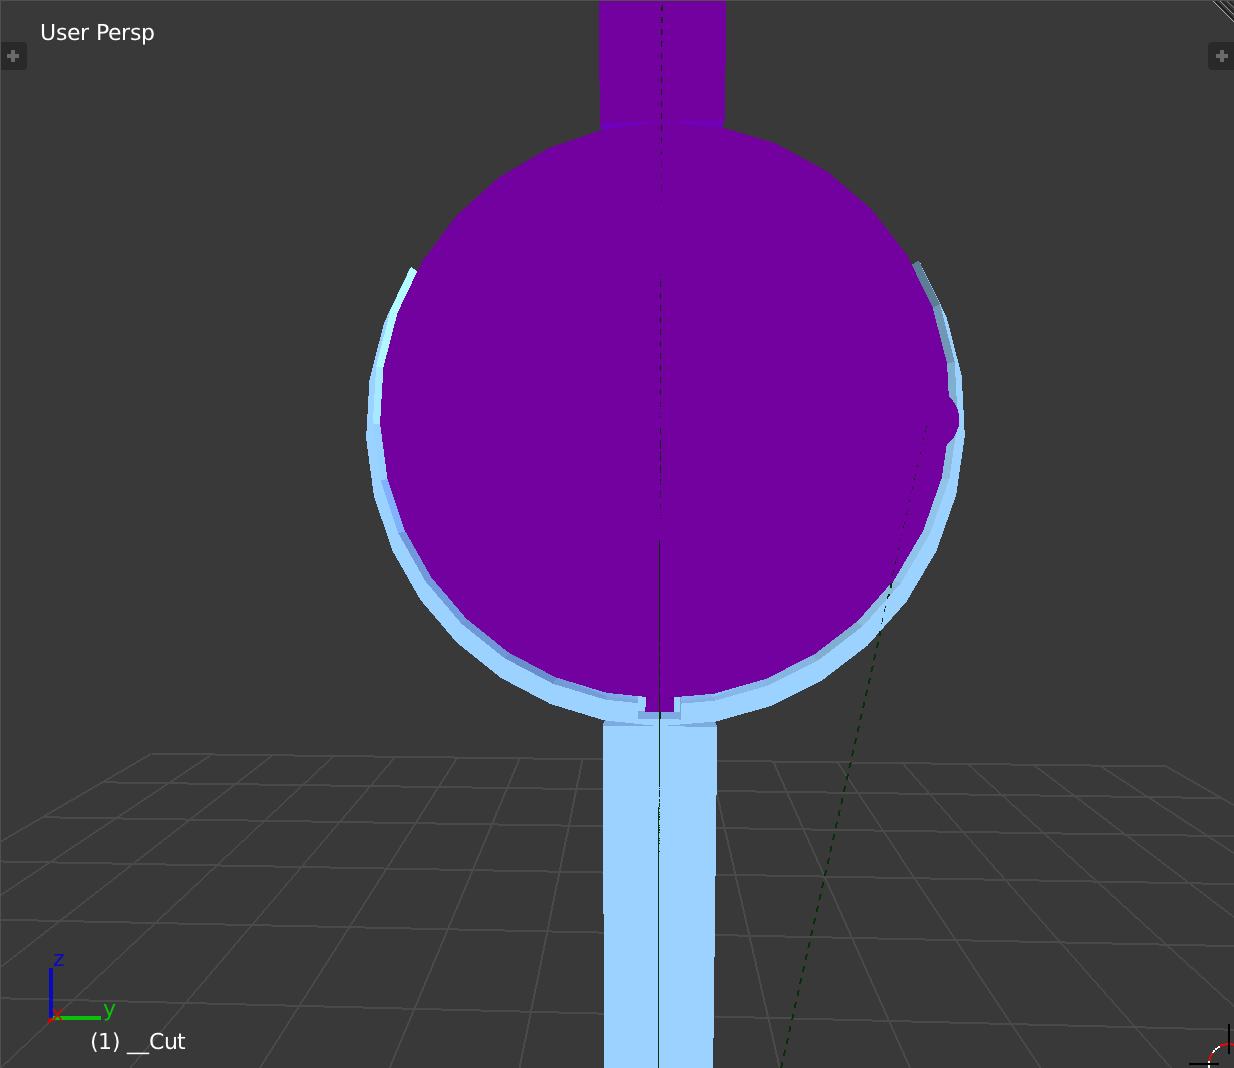 User Persp
z
y
x
(1) __Cut